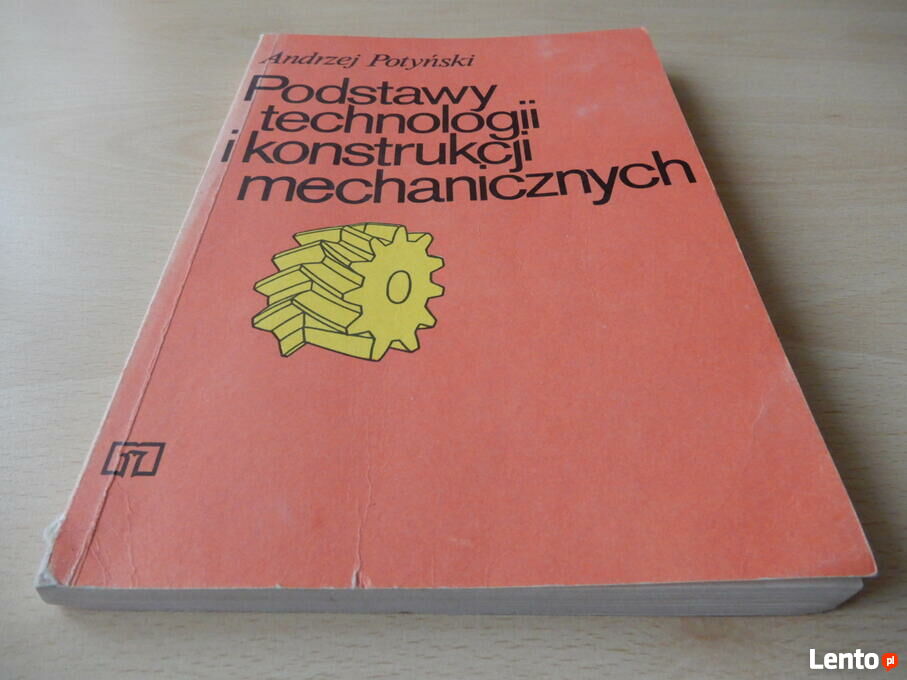 Andrzej Potyński
Podstawy
technologii
i konstrukcji
mechanicznych
Lento.pl